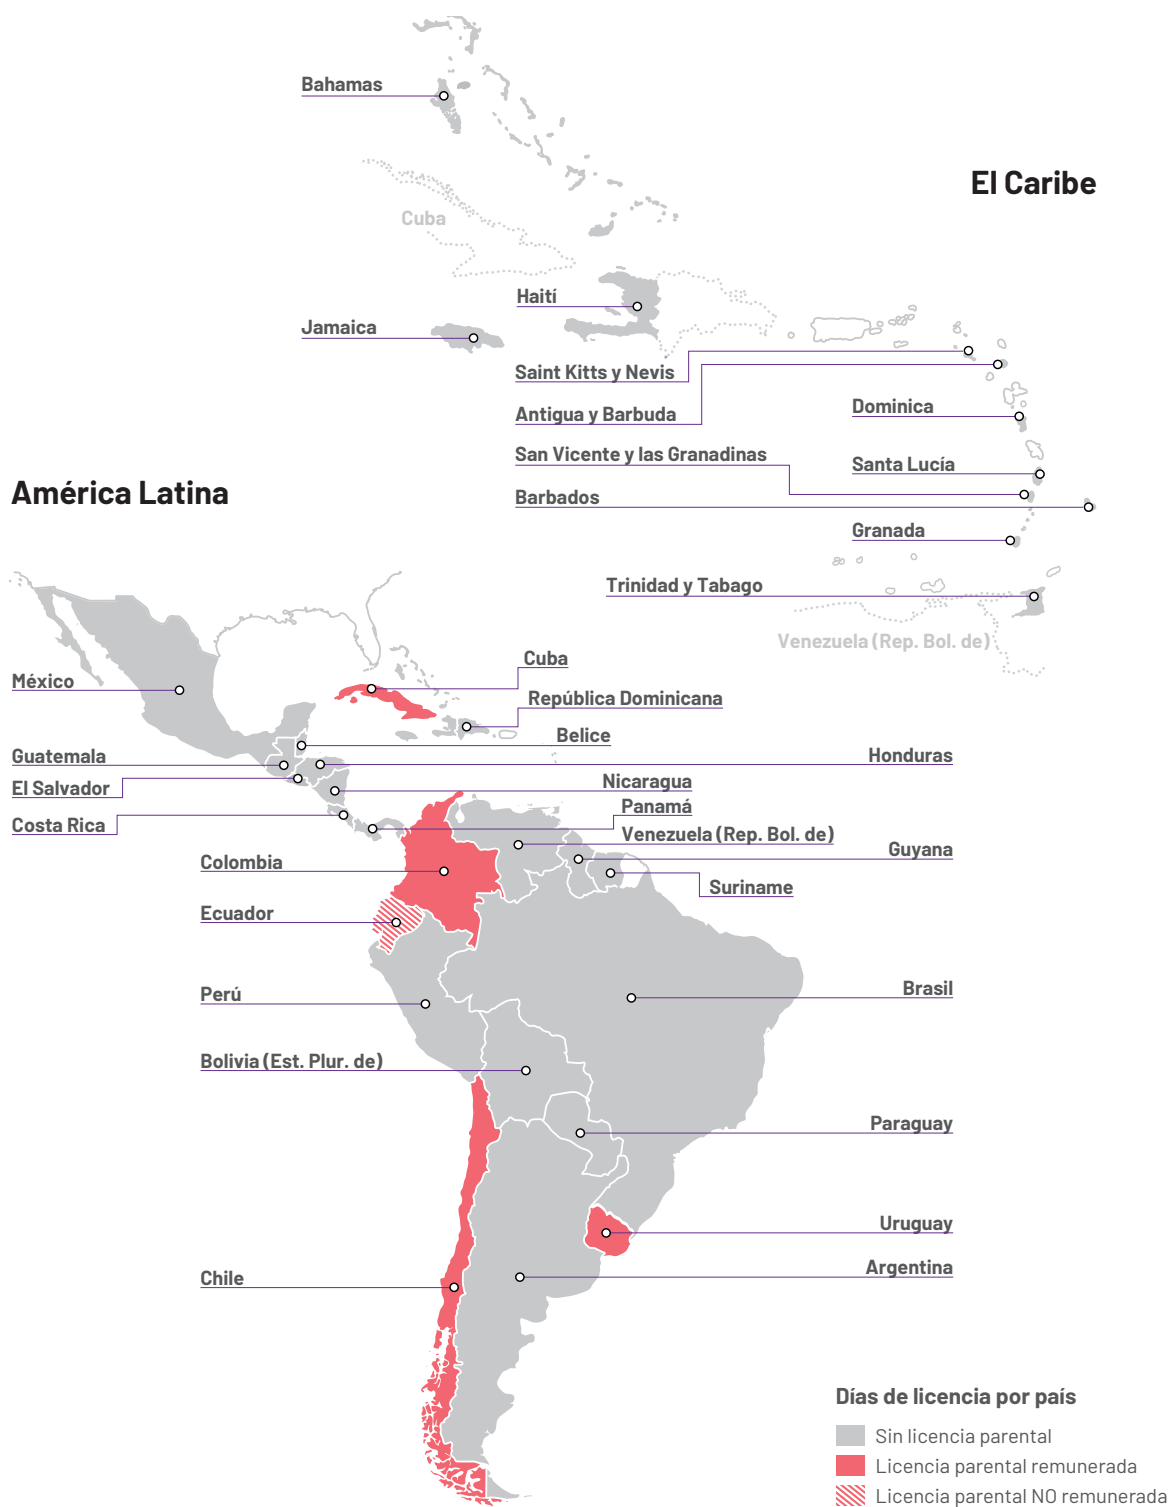 Bahamas
El Caribe
Cuba
Haití
Jamaica
Saint Kitts y Nevis
Antigua y Barbuda
Dominica
San Vicente y las Granadinas
Santa Lucía
América Latina
Barbados
Granada
Trinidad y Tabago
Venezuela (Rep. Bol. de)
Cuba
México
República Dominicana
Belice
Guatemala
Honduras
El Salvador
Nicaragua
Panamá
Costa Rica
Venezuela (Rep. Bol. de)
Guyana
Colombia
Suriname
Ecuador
Perú
Brasil
Bolivia (Est. Plur. de)
Paraguay
Uruguay
Argentina
Chile
Días de licencia por país
Sin licencia parental
Licencia parental remunerada
Licencia parental NO remunerada